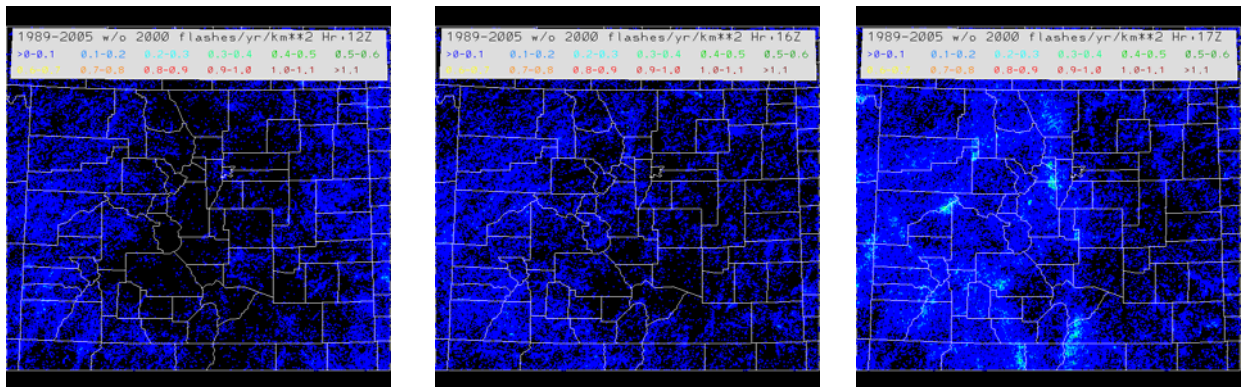 1989-2005 w/o 2000 flashes/yr/km**2 Hr:12Z
>0-0.1 0.1-0.2 0.2-0.3 0.3-0.4 0.4-0.5 0.5-0.6
0.7-0.8 0.8-0.9 0.9-1.0 1.0-1.1 >1.1
1989-2005 w/o 2000 flashes/yr/km**2 Hr:16Z
>0-0.1 0.1-0.2 0.2-0.3 0.3-0.4 0.4-0.5 0.5-0.6
0.7-0.8 0.8-0.9 0.9-1.0 1.0-1.1 >1.1
1989-2005 w/o 2000 flashes/yr/km**2 Hr:17Z
>0-0.1 0.1-0.2 0.2-0.3 0.3-0.4 0.4-0.5 0.5-0.6
0.7-0.8 0.8-0.9 0.9-1.0 1.0-1.1 >1.1